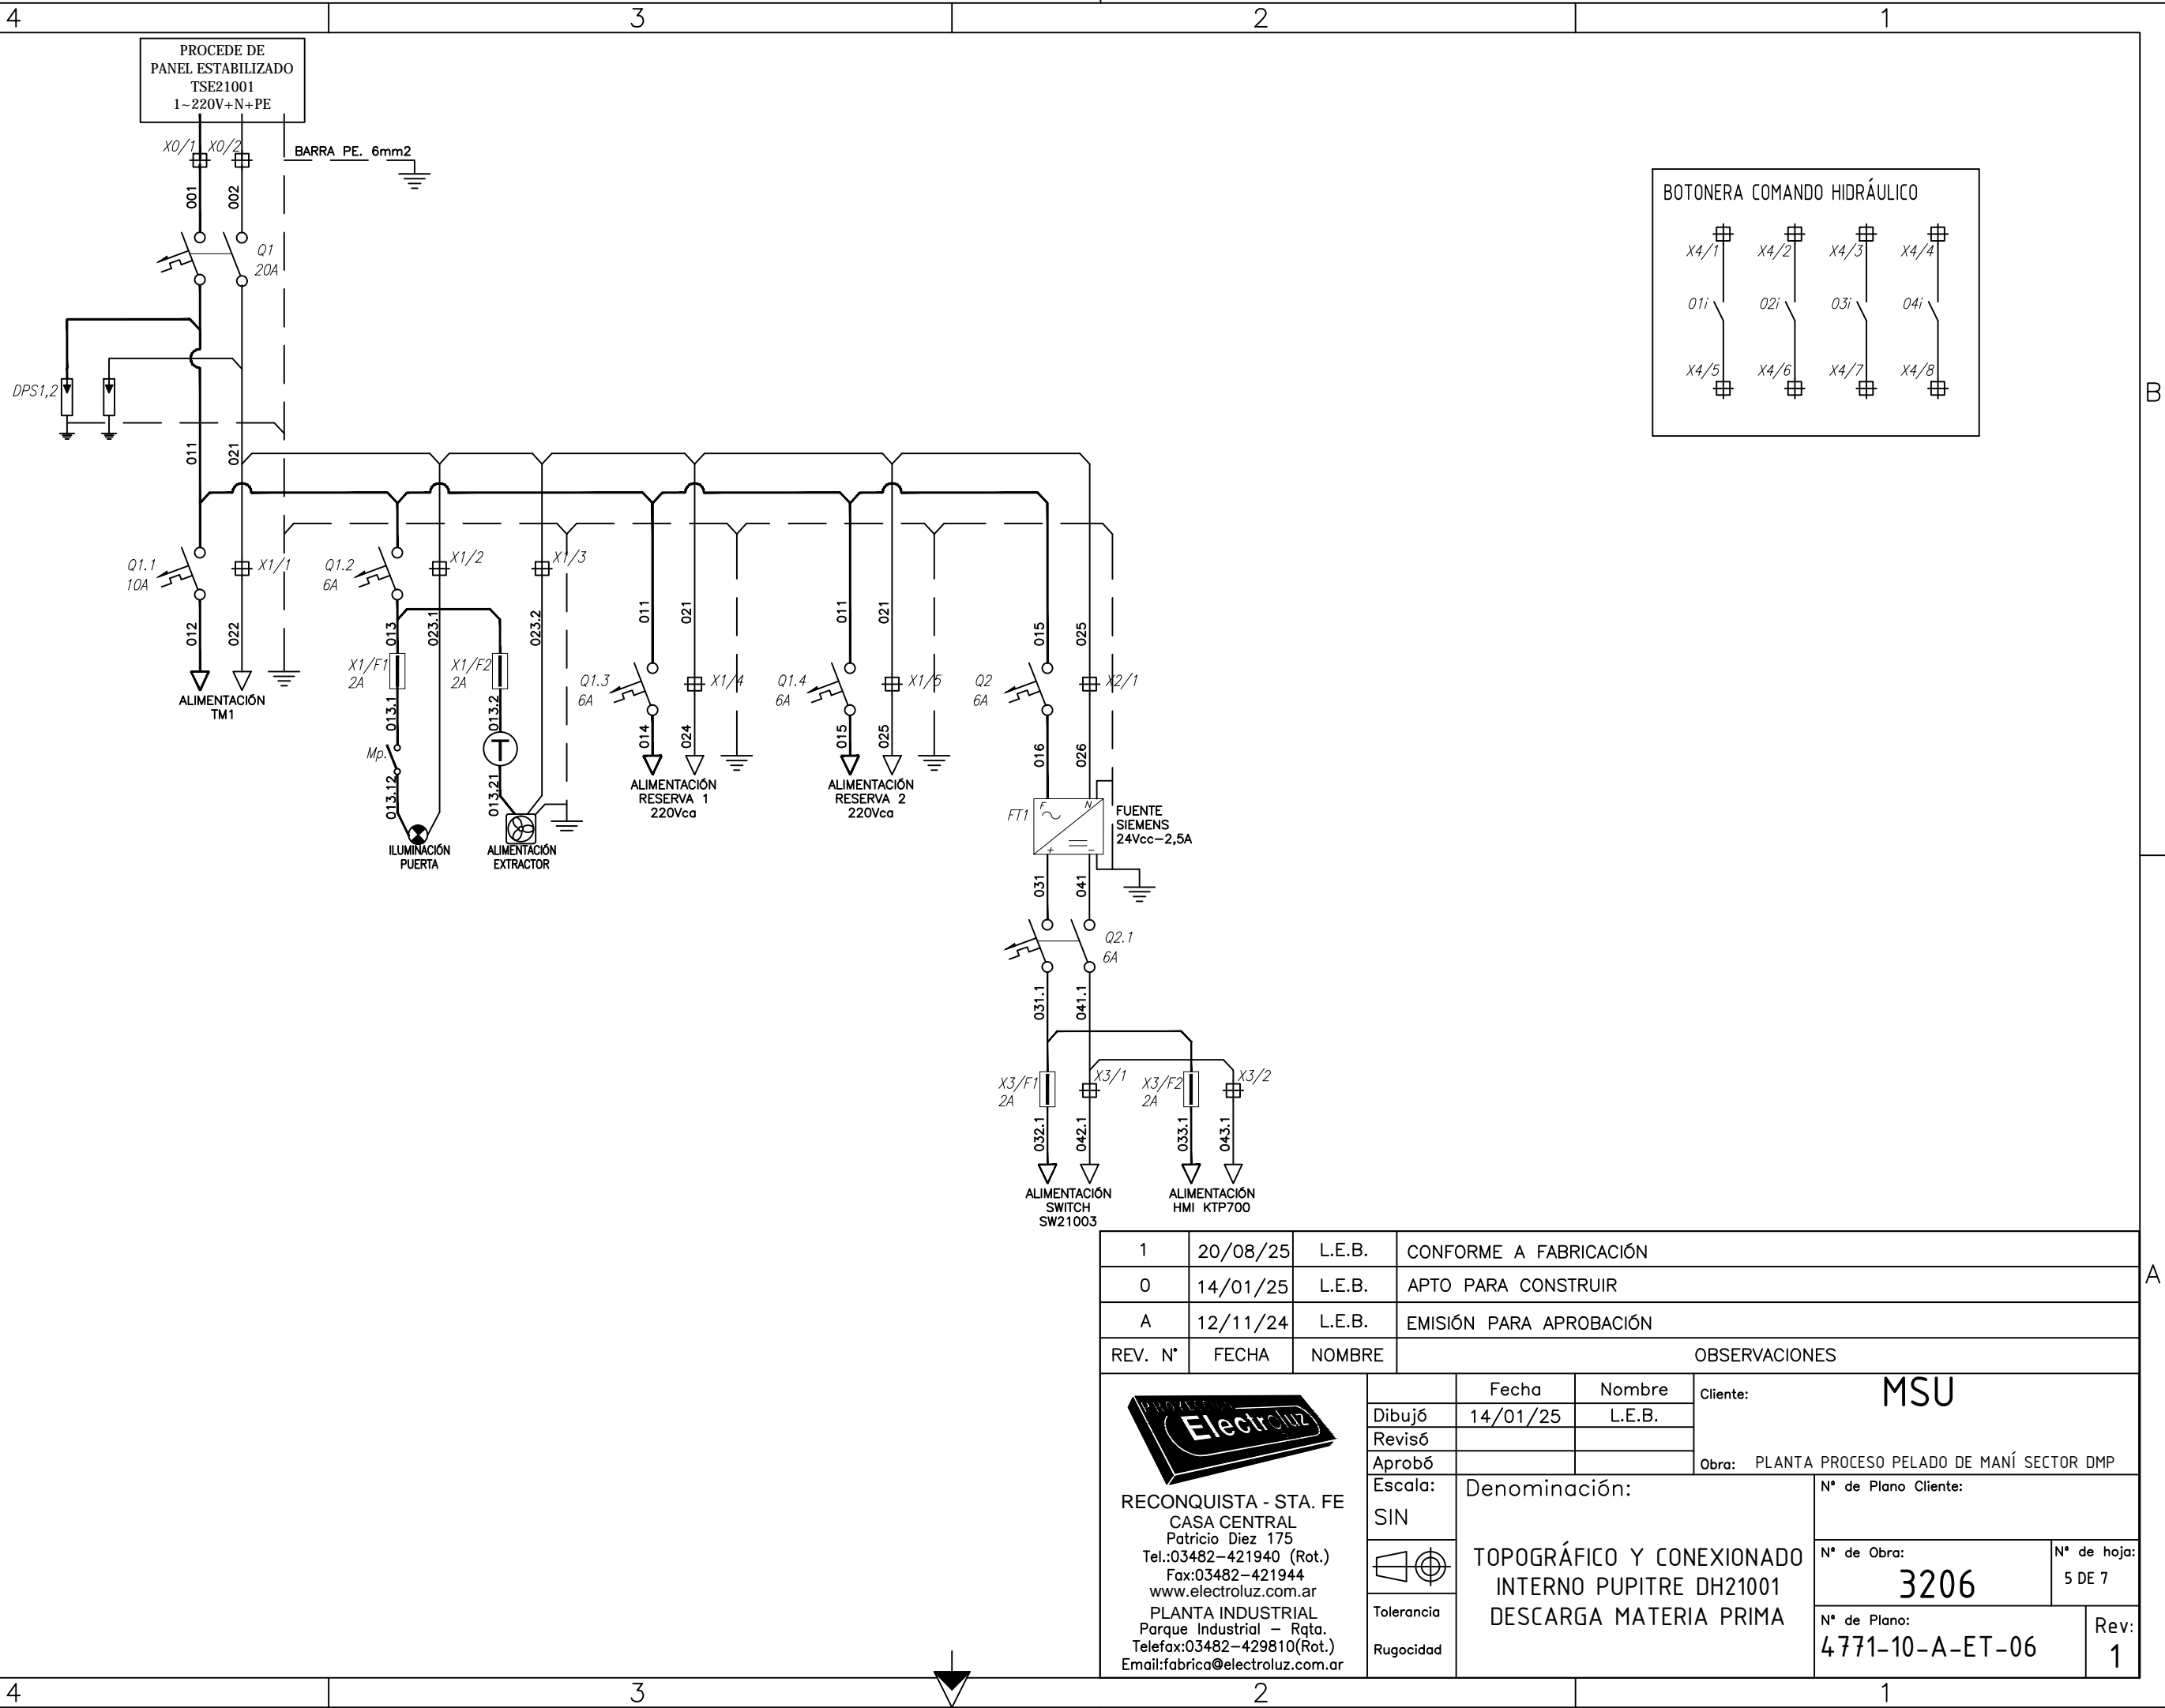 4 3 2 1
PROCEDE DE
PANEL ESTABILIZADO
TSE21001
1~220V+N+PE
X0/1 X0/2
BARRA PE. 6mm2
001 002
Q1
20A
DPS1,2
011 021
BOTONERA COMANDO HIDRÁULICO
X4/1 X4/2 X4/3 X4/4
01i 02i 03i 04i
X4/5 X4/6 X4/7 X4/8
B
Q1.1
10A
X1/1
012 022
ALIMENTACIÓN
TM1
Q1.2
6A
X1/2
X1/3
013 023.1 023.2
X1/F1
2A
X1/F2
2A
013.1 013.2
Mp.
T
013.12 013.21
ILUMINACIÓN
PUERTA
ALIMENTACIÓN
EXTRACTOR
011 021
Q1.3
6A
X1/4
014 024
ALIMENTACIÓN
RESERVA 1
220Vca
011 021
Q1.4
6A
X1/5
015 025
ALIMENTACIÓN
RESERVA 2
220Vca
015 025
Q2
6A
X2/1
016 026
FT1
F N
+ -
FUENTE
SIEMENS
24Vcc-2,5A
031 041
Q2.1
6A
031.1 041.1
X3/F1
2A
X3/1
X3/F2
2A
X3/2
032.1 042.1 033.1 043.1
ALIMENTACIÓN
SWITCH
SW21003
ALIMENTACIÓN
HMI KTP700
A
1 20/08/25 L.E.B. CONFORME A FABRICACIÓN
0 14/01/25 L.E.B. APTO PARA CONSTRUIR
A 12/11/24 L.E.B. EMISIÓN PARA APROBACIÓN
REV. N° FECHA NOMBRE OBSERVACIONES
Electroluz
RECONQUISTA - STA. FE
CASA CENTRAL
Patricio Diez 175
Tel.:03482-421940 (Rot.)
Fax:03482-421944
www.electroluz.com.ar
PLANTA INDUSTRIAL
Parque Industrial - Rqta.
Telefax:03482-429810(Rot.)
Email:fabrica@electroluz.com.ar
Fecha Nombre
Dibujó 14/01/25 L.E.B.
Revisó
Aprobó
Cliente: MSU
Obra: PLANTA PROCESO PELADO DE MANÍ SECTOR DMP
Escala:
SIN
Tolerancia
Rugocidad
Denominación:
TOPOGRÁFICO Y CONEXIONADO
INTERNO PUPITRE DH21001
DESCARGA MATERIA PRIMA
N° de Plano Cliente:
N° de Obra:
3206
N° de hoja:
5 DE 7
N° de Plano:
4771-10-A-ET-06
Rev:
1
4 3 2 1